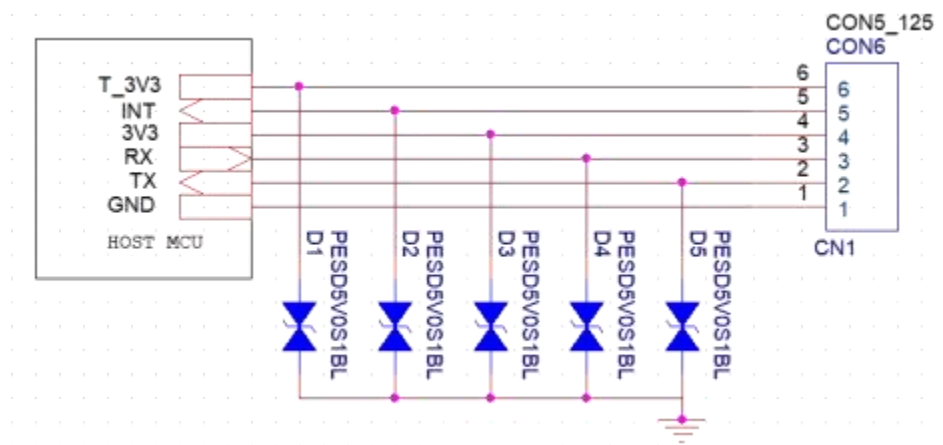 CON5_125
CON6
T_3V3
INT
3V3
RX
TX
GND
HOST MCU
6
5
4
3
2
1
6
5
4
3
2
1
CN1
D1
PESD5V0S1BL
D2
PESD5V0S1BL
D3
PESD5V0S1BL
D4
PESD5V0S1BL
D5
PESD5V0S1BL